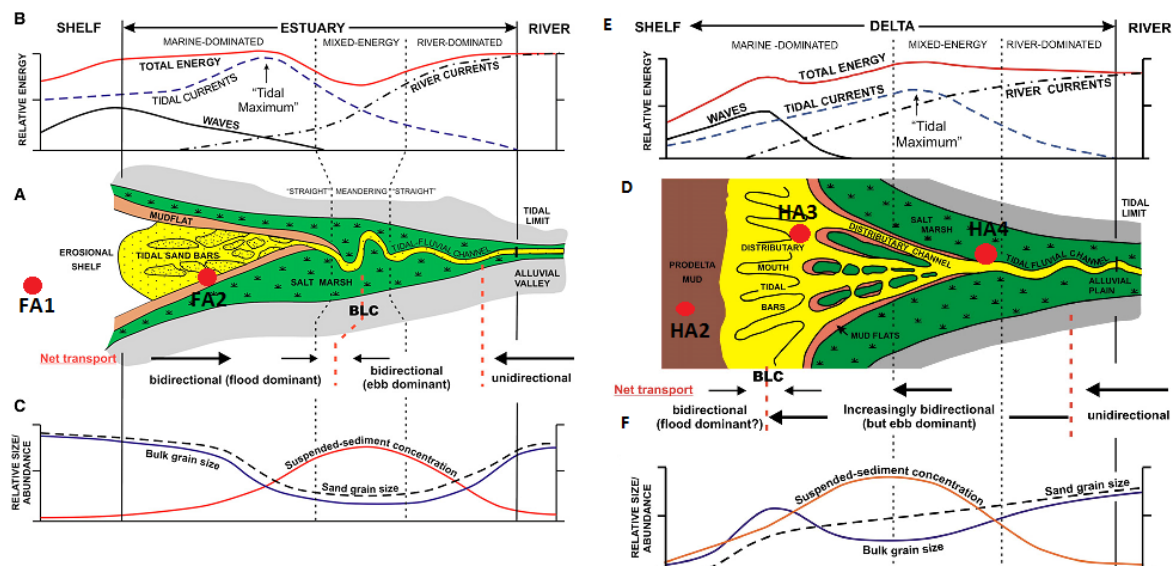 B
SHELF
ESTUARY
RIVER
MARINE-DOMINATED
MIXED-ENERGY
RIVER-DOMINATED
RELATIVE ENERGY
TOTAL ENERGY
TIDAL CURRENTS
"Tidal
Maximum"
WAVES
RIVER CURRENTS
A
"STRAIGHT"
MEANDERING
"STRAIGHT"
MUDFLAT
EROSIONAL
SHELF
TIDAL SAND BARS
TIDAL-FLUVIAL
CHANNEL
TIDAL
LIMIT
SALT MARSH
ALLUVIAL
VALLEY
FA1
FA2
BLC
Net transport
bidirectional (flood dominant)
bidirectional
(ebb dominant)
unidirectional
C
RELATIVE SIZE/
ABUNDANCE
Bulk grain size
Suspended-sediment concentration
Sand grain size
E
SHELF
DELTA
RIVER
MARINE -DOMINATED
MIXED-ENERGY
RIVER-DOMINATED
RELATIVE ENERGY
TOTAL ENERGY
WAVES
TIDAL CURRENTS
RIVER CURRENTS
"Tidal
Maximum"
D
HA3
HA4
SALT
MARSH
DISTRIBUTARY
DISTRIBUTARY CHANNEL
TIDAL FLUVIAL CHANNEL
TIDAL
LIMIT
PRODELTA
MUD
MOUTH
TIDAL
BARS
ALLUVIAL
PLAIN
HA2
MUD FLATS
BLC
Net transport
bidirectional
(flood dominant?)
Increasingly bidirectional
(but ebb dominant)
unidirectional
F
RELATIVE SIZE/
ABUNDANCE
Suspended-sediment concentration
Sand grain size
Bulk grain size